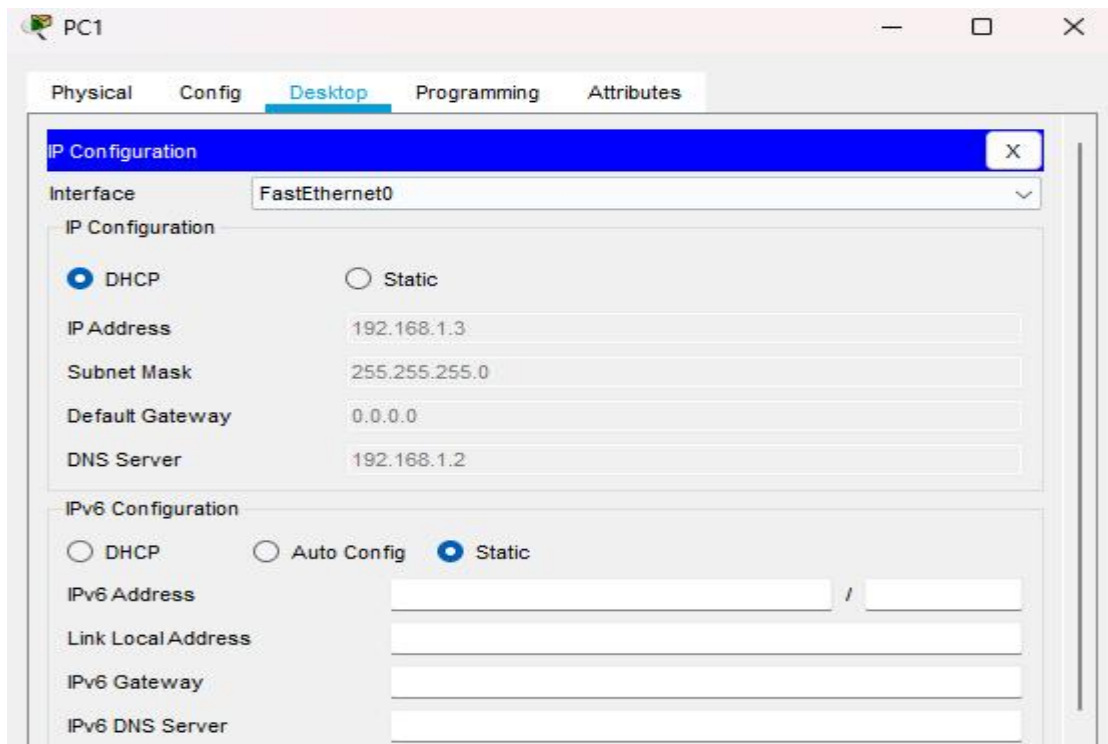 PC1
Physical Config Desktop Programming Attributes
IP Configuration X
Interface FastEthernet0
IP Configuration
DHCP Static
IP Address 192.168.1.3
Subnet Mask 255.255.255.0
Default Gateway 0.0.0.0
DNS Server 192.168.1.2
IPv6 Configuration
DHCP Auto Config Static
IPv6 Address /
Link Local Address
IPv6 Gateway
IPv6 DNS Server